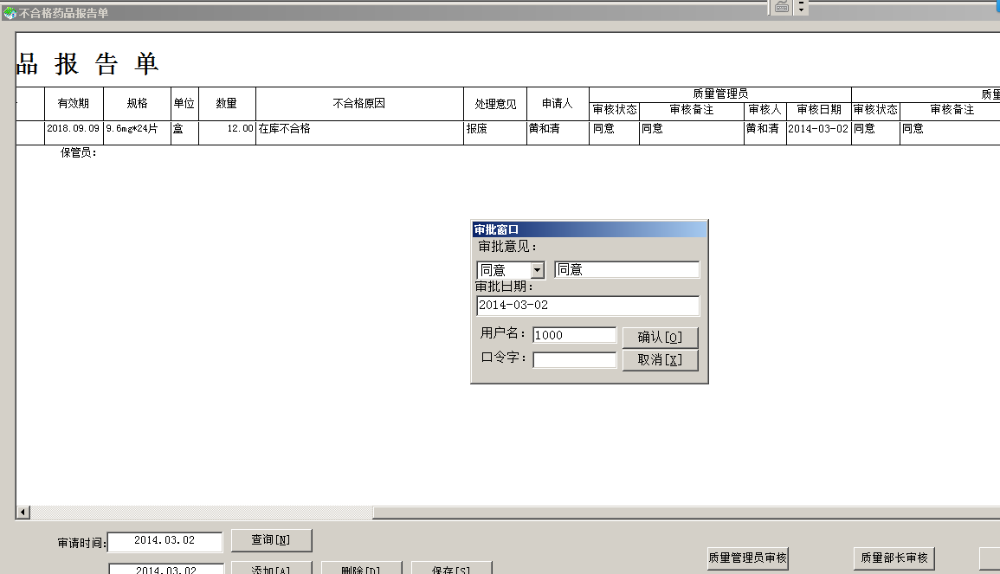 不合格药品报告单
品 报 告 单
有效期 规格 单位 数量 不合格原因 处理意见 申请人 质量管理员 质量
审核状态 审核备注 审核人 审核日期 审核状态 审核备注
2018.09.09 9.6mg*24片 盒 12.00 在库不合格 报废 黄和清 同意 同意 黄和清 2014-03-02 同意 同意
保管员:
审批窗口
审批意见:
同意 同意
审批日期:
2014-03-02
用户名: 1000 确认[O]
口令字: 取消[X]
审请时间: 2014.03.02 查询[N]
质量管理员审核 质量部长审核
2014.03.02 添加[A] 删除[D] 保存[S]